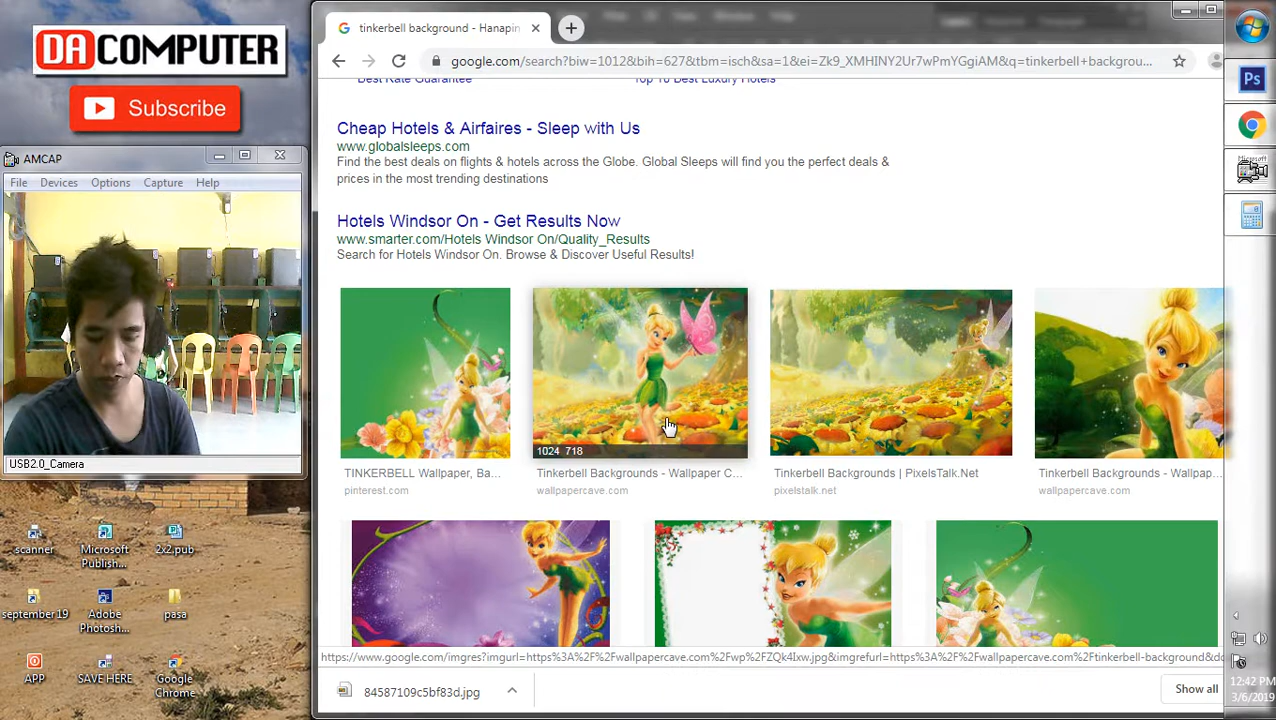 DA COMPUTER
Subscribe
AMCAP
File Devices Options Capture Help
USB2.0_Camera
scanner
Microsoft Publish...
2x2.pub
september19
Adobe Photosh...
pasa
APP
SAVE HERE
Google Chrome
tinkerbell background - Hanapin
google.com/search?biw=1012&bih=627&tbm=isch&sa=1&ei=Zk9_XMHINY2Ur7wPmYGgiAM&q=tinkerbell+backgrou...
Best Rate Guarantee
Top 10 Best Luxury Hotels
Cheap Hotels & Airfaires - Sleep with Us
www.globalsleeps.com
Find the best deals on flights & hotels across the Globe. Global Sleeps will find you the perfect deals &
prices in the most trending destinations
Hotels Windsor On - Get Results Now
www.smarter.com/Hotels Windsor On/Quality_Results
Search for Hotels Windsor On. Browse & Discover Useful Results!
1024 718
TINKERBELL Wallpaper, Ba...
pinterest.com
Tinkerbell Backgrounds - Wallpaper C...
wallpapercave.com
Tinkerbell Backgrounds | PixelsTalk.Net
pixelstalk.net
Tinkerbell Backgrounds - Wallpap...
wallpapercave.com
https://www.google.com/imgres?imgurl=https%3A%2F%2Fwallpapercave.com%2Fwp%2FZQk4Ixw.jpg&imgrefurl=https%3A%2F%2Fwallpapercave.com%2Ftinkerbell-background&do
84587109c5bf83d.jpg
Show all
Ps
Microsoft
12:42 PM
3/6/2019